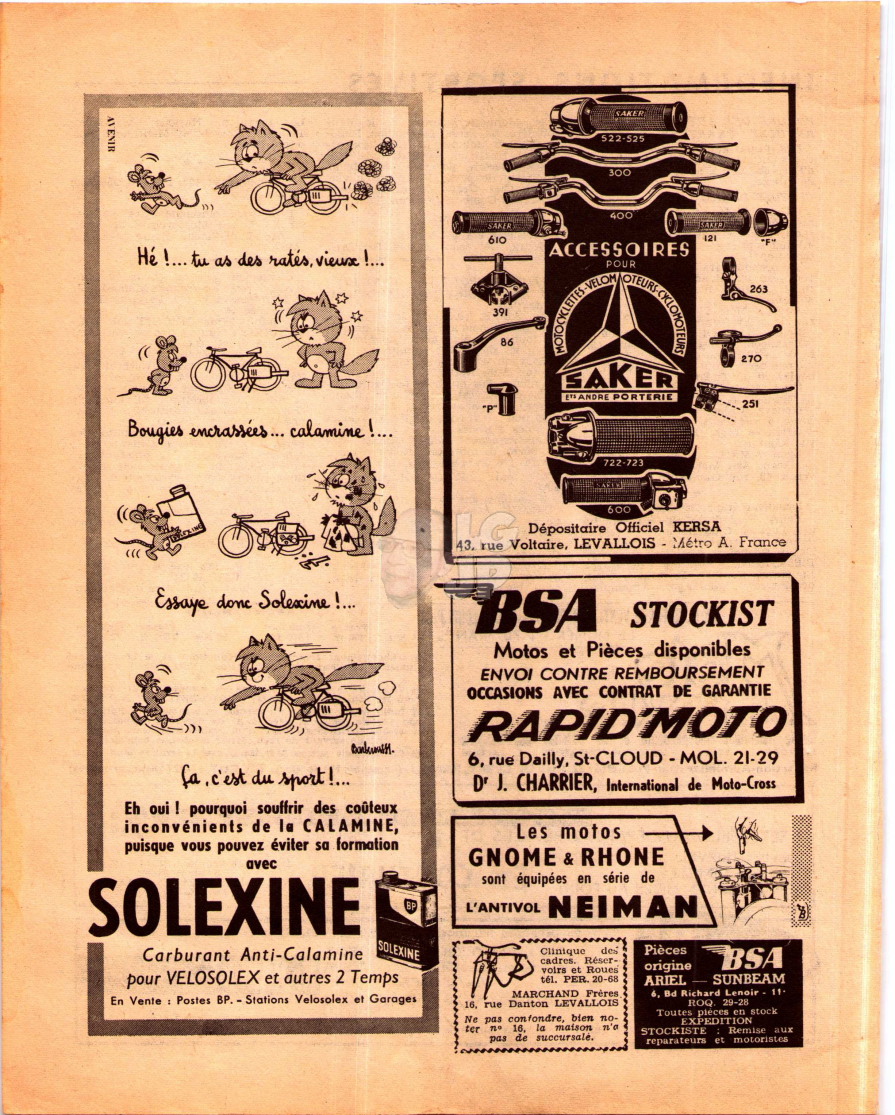 AVENIR
Hé !... tu as des ratés, vieux !...
Bougies encrassées... calamine !...
SOLEXINE
Essaye donc Solexine !...
Ça, c'est du sport !...
Eh oui ! pourquoi souffrir des coûteux
inconvénients de la CALAMINE,
puisque vous pouvez éviter sa formation
avec
SOLEXINE
BP
SOLEXINE
Carburant Anti-Calamine
pour VELOSOLEX et autres 2 Temps
En Vente : Postes BP. - Stations Velosolex et Garages
SAKER
522-525
300
400
SAKER
610
SAKER
121
"F"
ACCESSOIRES
POUR
MOTOCYCLETTES-VELOMOTEURS-CYCLOMOTEURS
391
263
86
270
"P"
251
SAKER
ETS ANDRE PORTERIE
722-723
SAKER
600
Dépositaire Officiel KERSA
43, rue Voltaire, LEVALLOIS - Métro A. France
BSA STOCKIST
Motos et Pièces disponibles
ENVOI CONTRE REMBOURSEMENT
OCCASIONS AVEC CONTRAT DE GARANTIE
RAPID'MOTO
6, rue Dailly, St-CLOUD - MOL. 21-29
Dr J. CHARRIER, International de Moto-Cross
Les motos
GNOME & RHONE
sont équipées en série de
L'ANTIVOL NEIMAN
Clinique des
cadres. Réser-
voirs et Roues
tél. PER. 20-68
MARCHAND Frères
16, rue Danton LEVALLOIS
Ne pas confondre, bien no-
ter n° 16, la maison n'a
pas de succursale.
Pièces
origine BSA
ARIEL — SUNBEAM
6, Bd Richard Lenoir - 11e
ROQ. 29-28
Toutes pièces en stock
EXPEDITION
STOCKISTE : Remise aux
reparateurs et motoristes